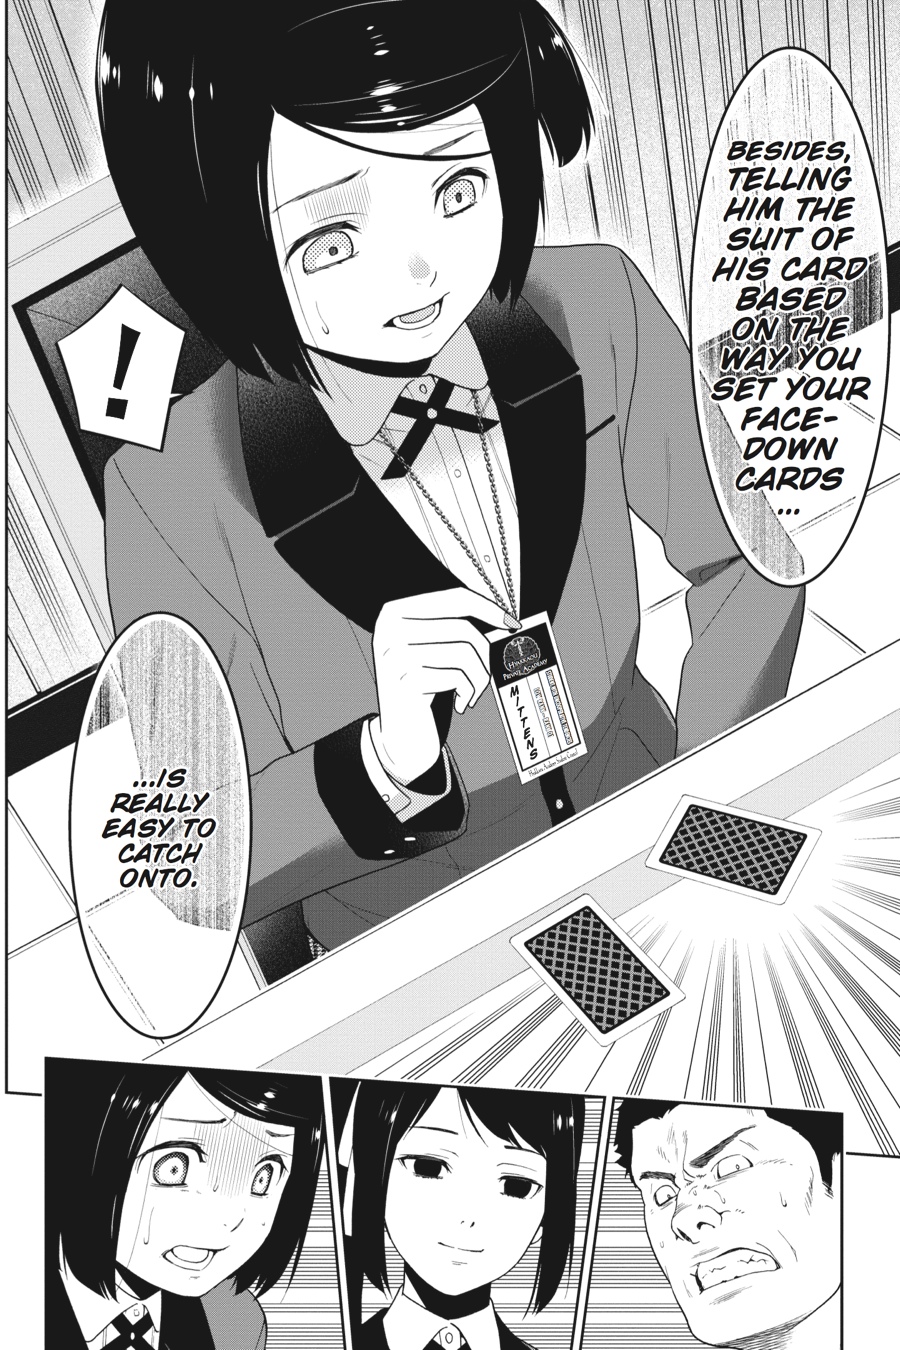 BESIDES,
TELLING
HIM THE
SUIT OF
HIS CARD
BASED
ON THE
WAY YOU
SET YOUR
FACE-
DOWN
CARDS
...
!
HYAKKAOU
PRIVATE ACADEMY
MITTENS
...IS
REALLY
EASY TO
CATCH
ONTO.